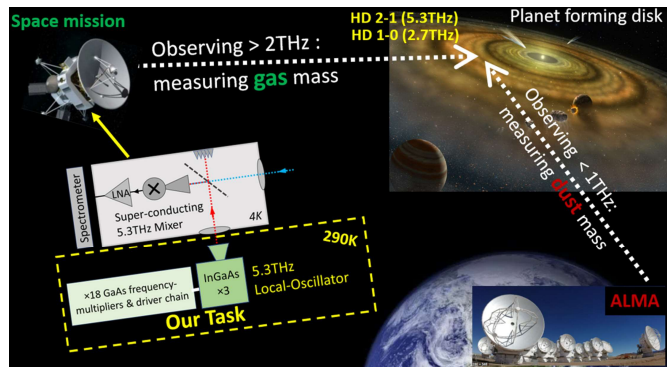 Space mission
HD 2-1 (5.3THz)
HD 1-0 (2.7THz)
Planet forming disk
Observing > 2THz :
measuring gas mass
Observing < 1THz:
measuring dust mass
Spectrometer
LNA
Super-conducting
5.3THz Mixer
4K
290K
×18 GaAs frequency-
multipliers & driver chain
InGaAs
×3
5.3THz
Local-Oscillator
Our Task
ALMA